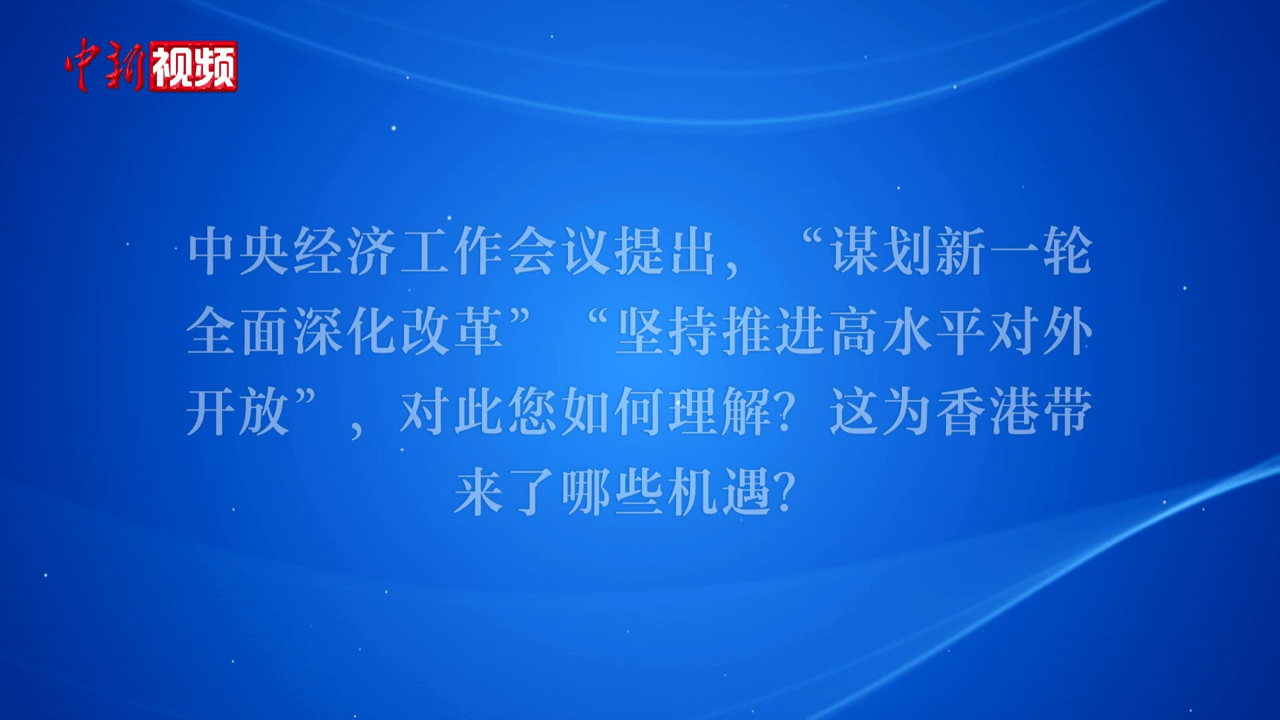 中新视频
中央经济工作会议提出，“谋划新一轮
全面深化改革”“坚持推进高水平对外
开放”，对此您如何理解？这为香港带
来了哪些机遇？